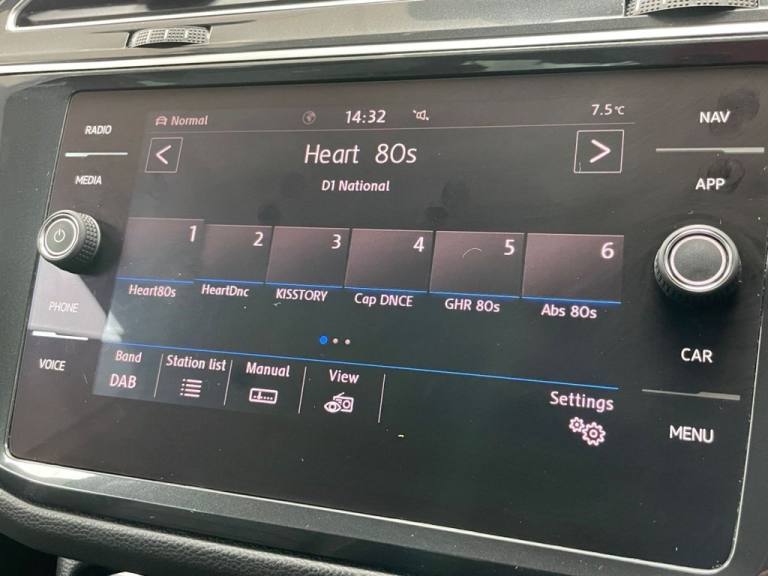 Normal 14:32 7.5°C
< Heart 80s >
D1 National
1 2 3 4 5 6
Heart80s HeartDnc KISSTORY Cap DNCE GHR 80s Abs 80s
Band Station list Manual View Settings
DAB
RADIO
MEDIA
PHONE
VOICE
NAV
APP
CAR
MENU